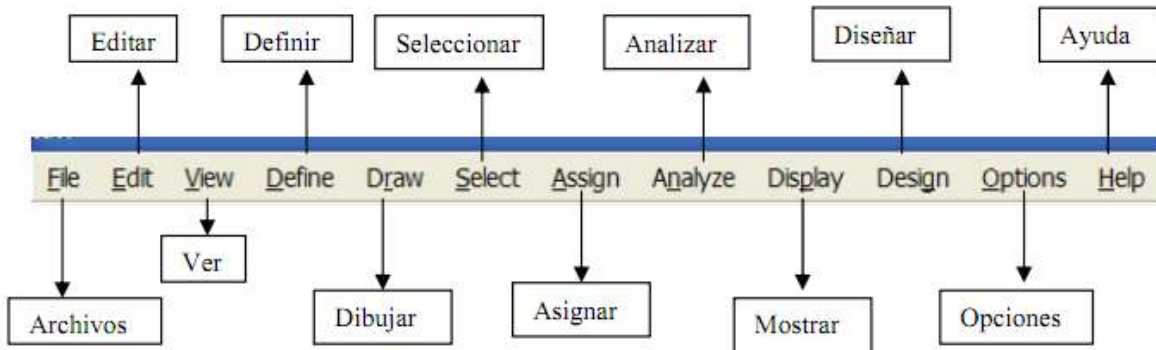 Editar
Definir
Seleccionar
Analizar
Diseñar
Ayuda
File Edit View Define Draw Select Assign Analyze Display Design Options Help
Ver
Archivos
Dibujar
Asignar
Mostrar
Opciones